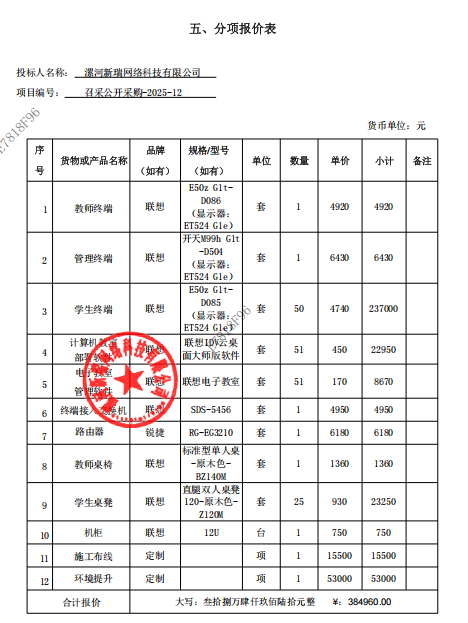 五、分项报价表
投标人名称： 漯河新瑞网络科技有限公司
项目编号： 召采公开采购-2025-12
E7818F96
货币单位：元
序号 货物或产品名称 品牌（如有） 规格/型号（如有） 单位 数量 单价 小计 备注
1 教师终端 联想 E50z G1t-D086（显示器：ET524 G1e） 套 1 4920 4920
2 管理终端 联想 开天M99h G1t-D504（显示器：ET524 G1e） 套 1 6430 6430
3 学生终端 联想 E50z G1t-D085（显示器：ET524 G1e） 套 50 4740 237000
4 计算机教室部署软件 联想 联想IDV云桌面大师版软件 套 51 450 22950
5 电子教室管理软件 联想 联想电子教室 套 51 170 8670
6 终端接入交换机 联想 SDS-5456 套 1 4950 4950
7 路由器 锐捷 RG-EG3210 套 1 6180 6180
8 教师桌椅 联想 标准型单人桌-原木色-BZ140M 套 1 1360 1360
9 学生桌凳 联想 直腿双人桌凳120-原木色-Z120M 套 25 930 23250
10 机柜 联想 12U 台 1 750 750
11 施工布线 定制 项 1 15500 15500
12 环境提升 定制 项 1 53000 53000
合计报价 大写：叁拾捌万肆仟玖佰陆拾元整 ¥：384960.00